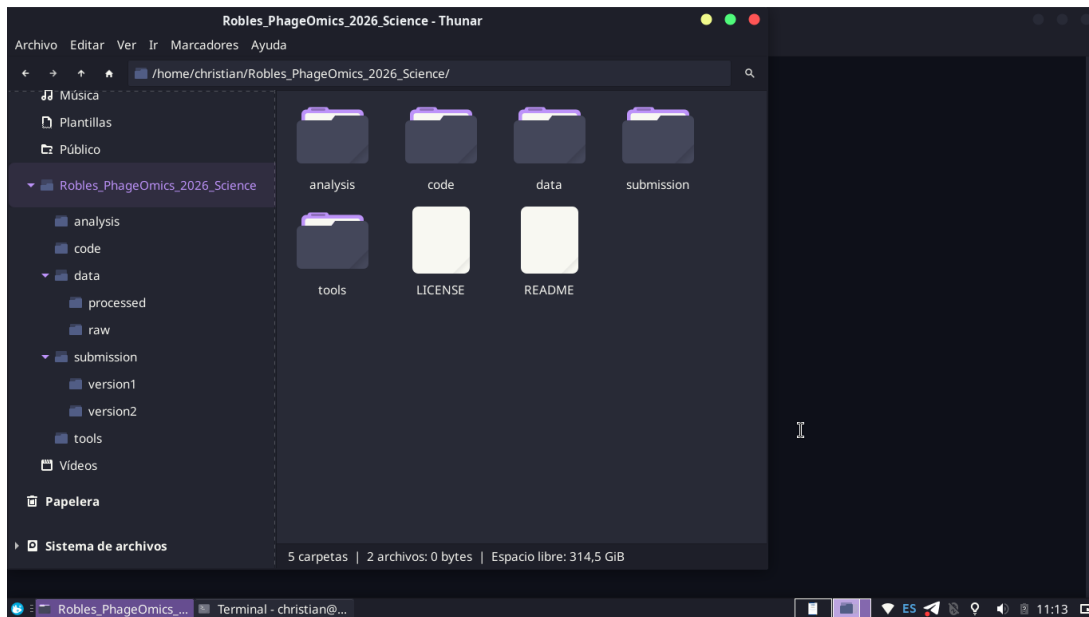 Robles_PhageOmics_2026_Science - Thunar
Archivo Editar Ver Ir Marcadores Ayuda
/home/christian/Robles_PhageOmics_2026_Science/
Música
Plantillas
Público
Robles_PhageOmics_2026_Science
analysis
code
data
processed
raw
submission
version1
version2
tools
Vídeos
Papelera
Sistema de archivos
analysis code data submission
tools LICENSE README
5 carpetas | 2 archivos: 0 bytes | Espacio libre: 314,5 GiB
Robles_PhageOmics_... Terminal - christian@... ES 11:13